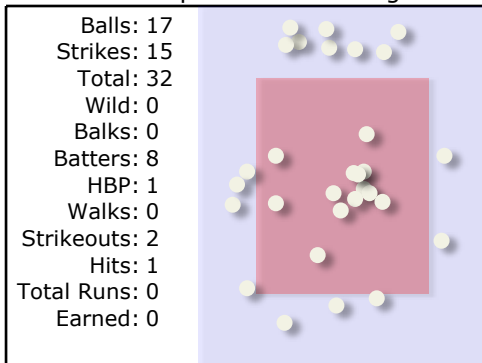 Balls: 17
Strikes: 15
Total: 32
Wild: 0
Balks: 0
Batters: 8
HBP: 1
Walks: 0
Strikeouts: 2
Hits: 1
Total Runs: 0
Earned: 0